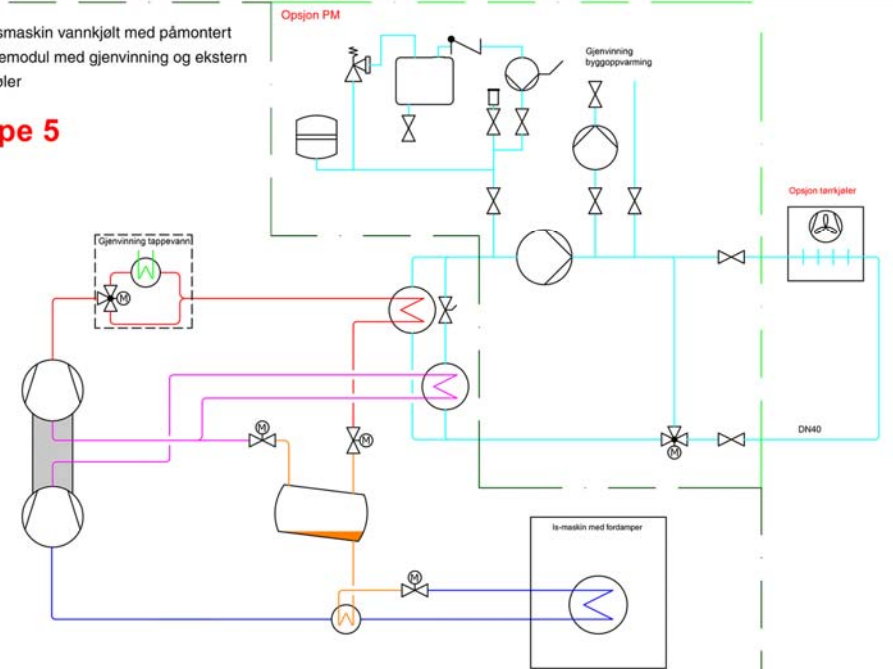 smaskin vannkjølt med påmontert
emodul med gjenvinning og ekstern
øler
pe 5
Opsjon PM
Gjenvinning
byggoppvarming
Opsjon tørrkjøler
Gjenvinning tappevann
M
M
M
M
DN40
Is-maskin med fordamper
M